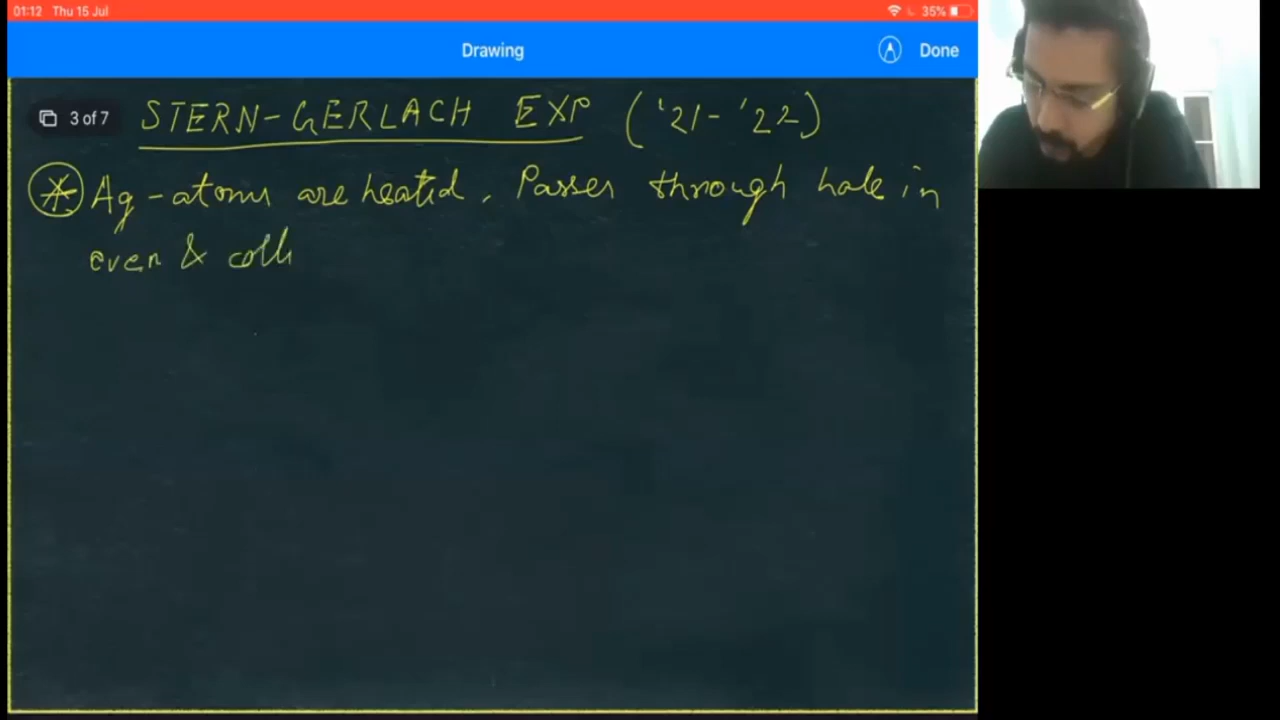 01:12 Thu 15 Jul
35%
Drawing
Done
3 of 7
STERN-GERLACH EXP ('21-'22)
Ag-atoms are heated. Passes through hole in
oven & coll